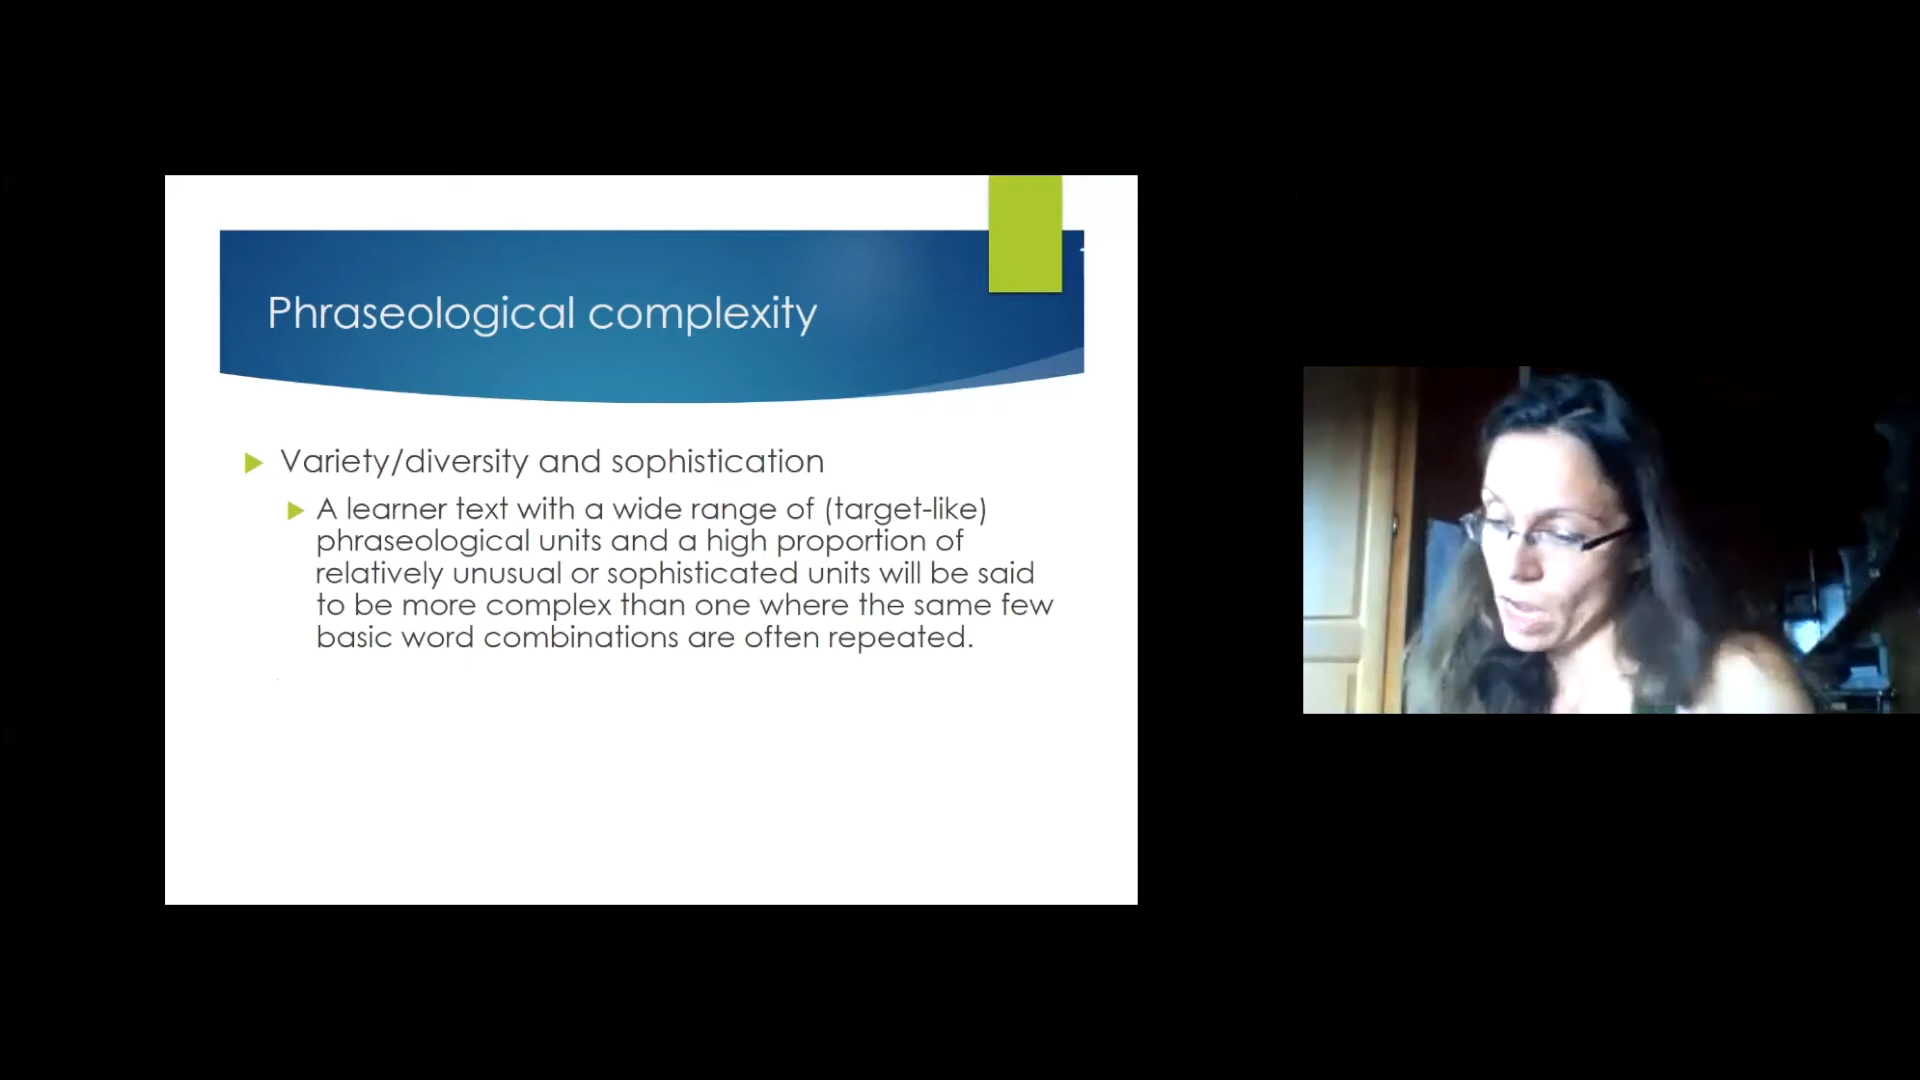 Phraseological complexity
Variety/diversity and sophistication
A learner text with a wide range of (target-like)
phraseological units and a high proportion of
relatively unusual or sophisticated units will be said
to be more complex than one where the same few
basic word combinations are often repeated.